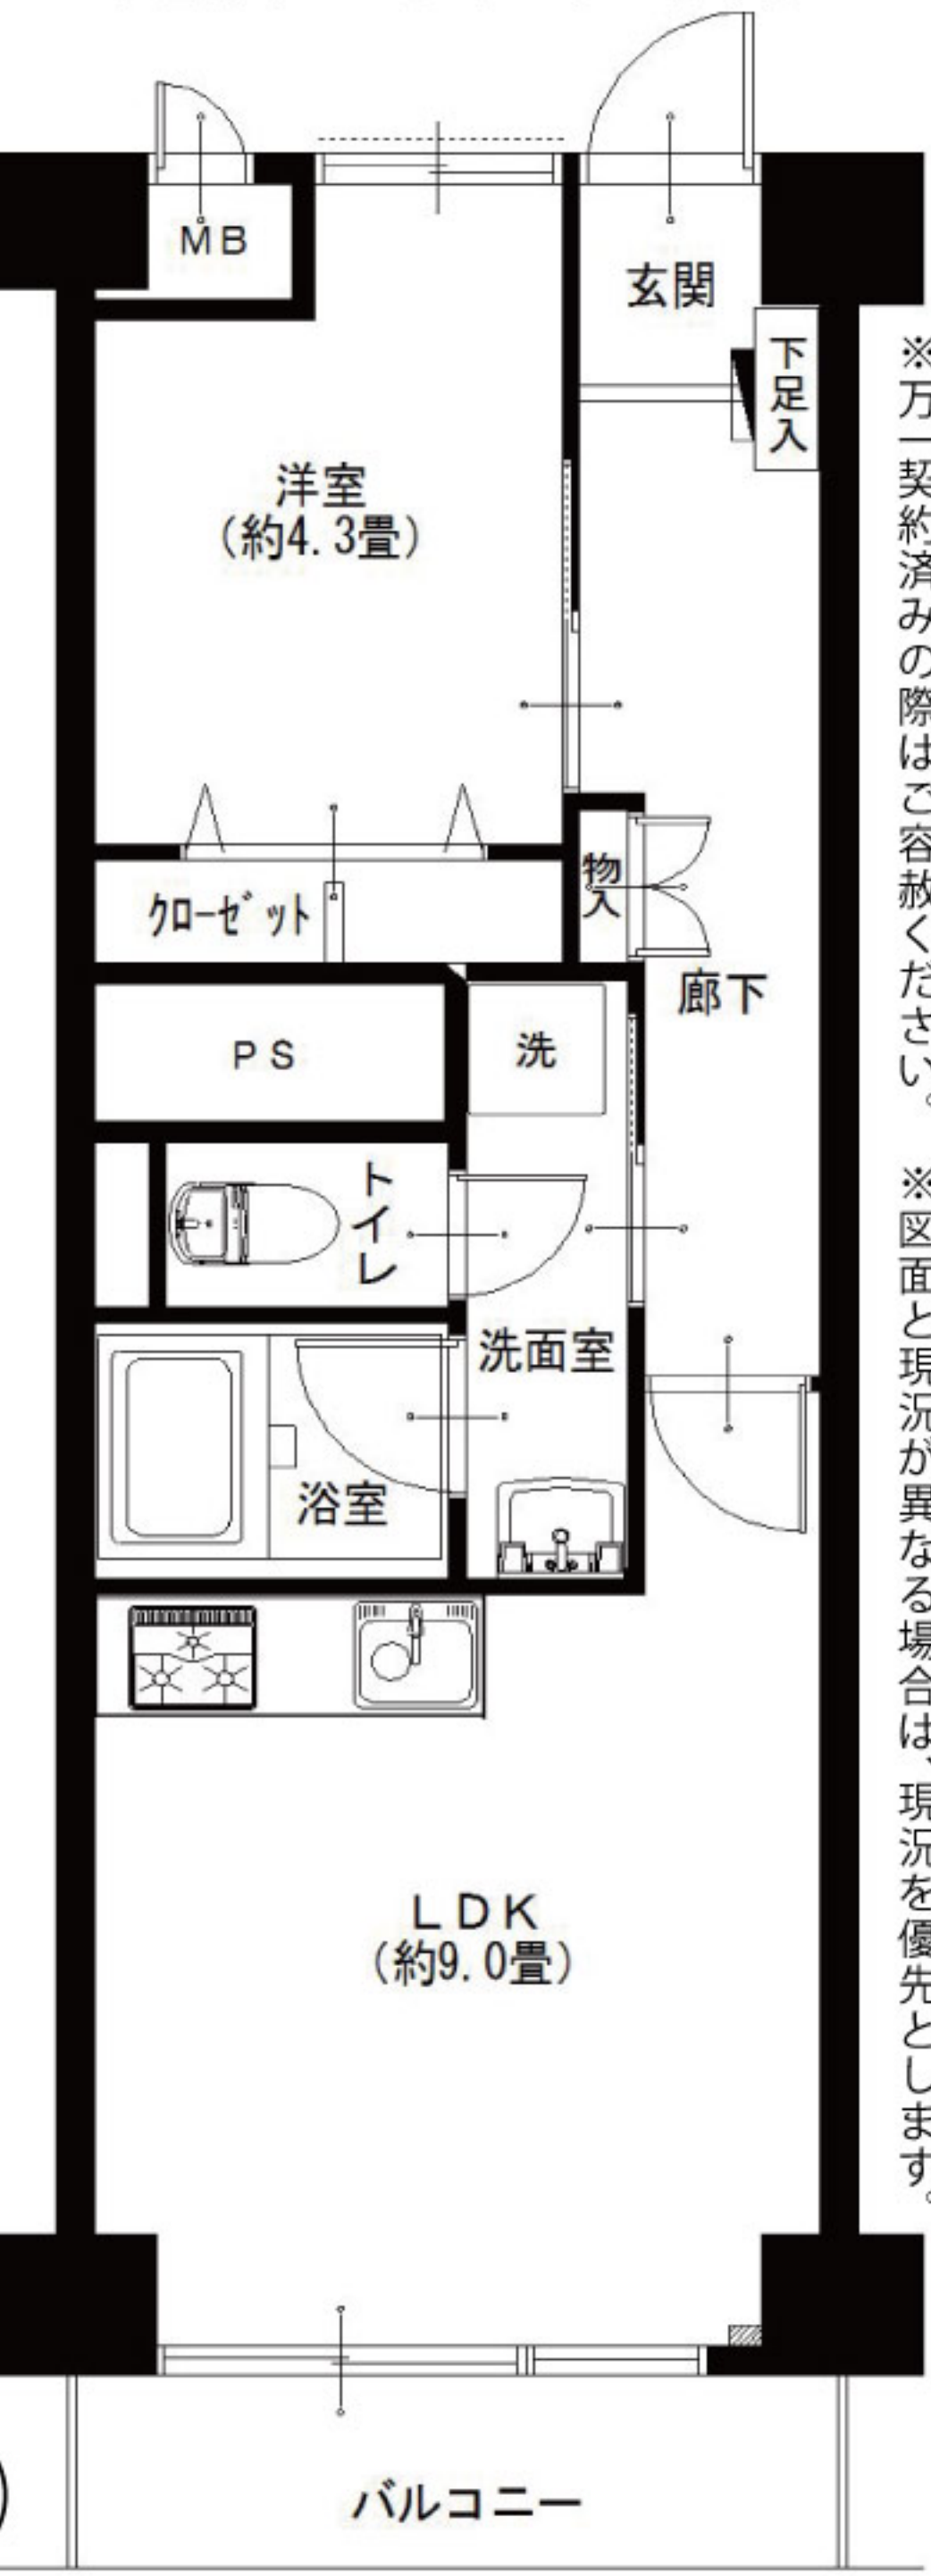 MB
玄関
下足入
洋室
(約4.3畳)
物入
クローゼット
廊下
PS
洗
トイレ
洗面室
浴室
LDK
(約9.0畳)
バルコニー
※万一契約済みの際はご容赦ください。 ※図面と現況が異なる場合は、現況を優先とします。